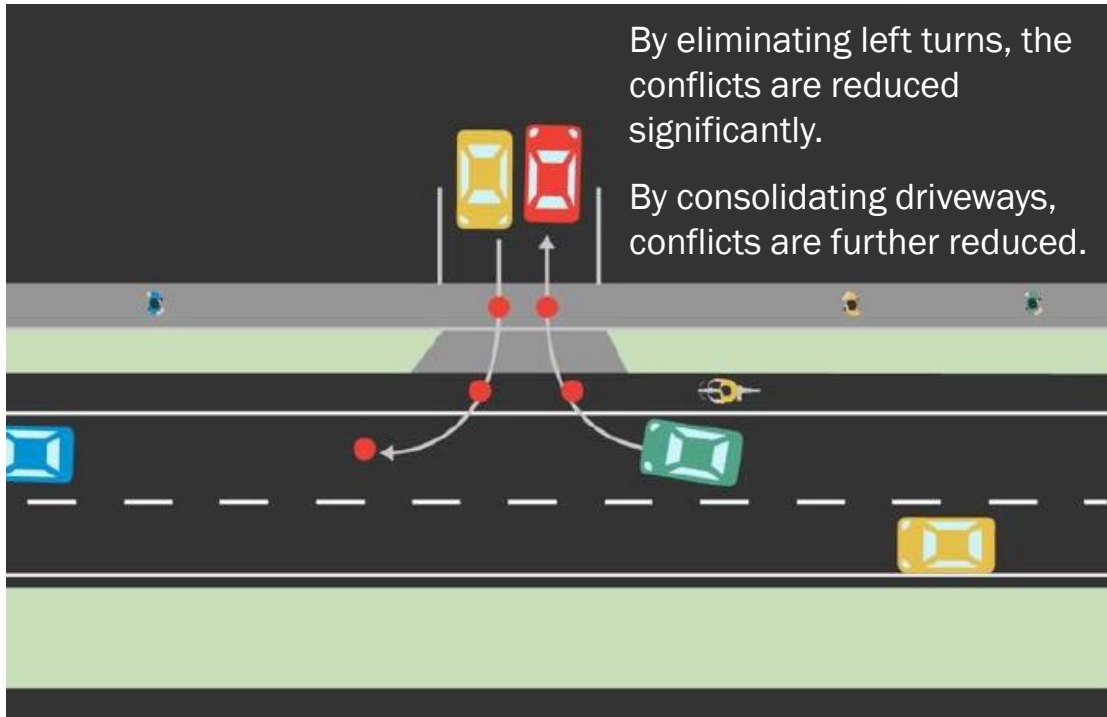 By eliminating left turns, the
conflicts are reduced
significantly.
By consolidating driveways,
conflicts are further reduced.